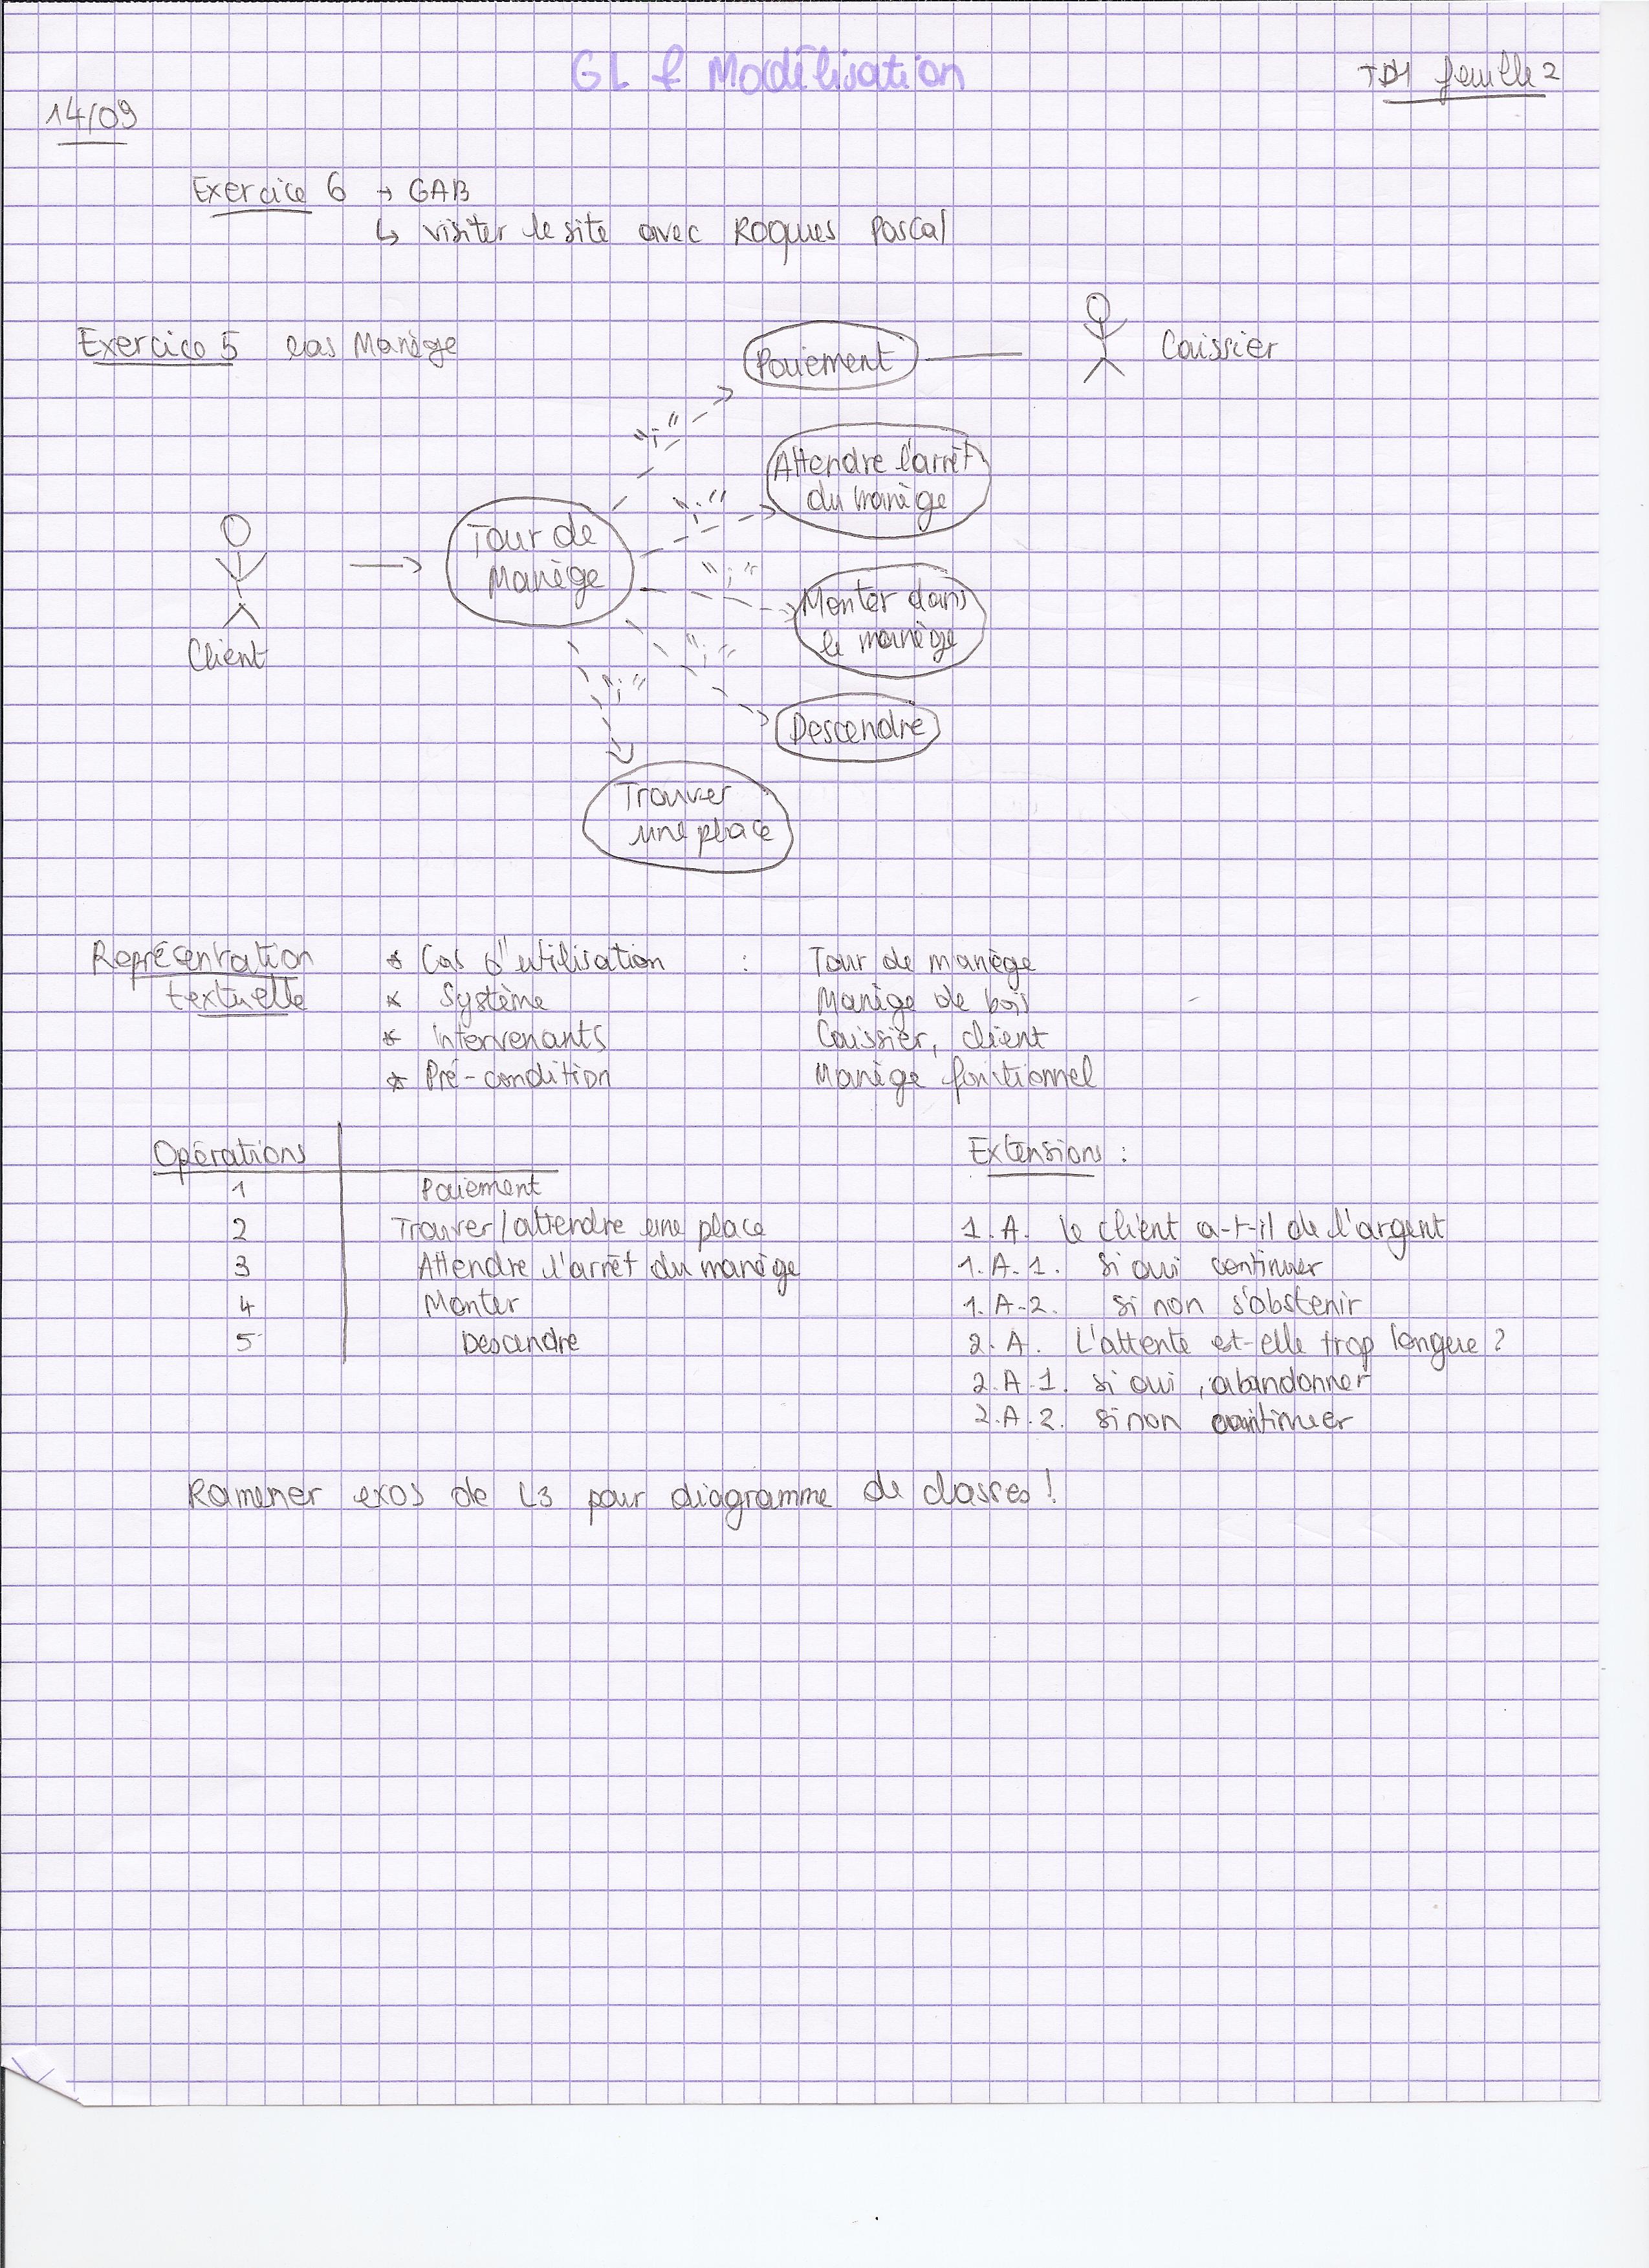 GL & Modélisation
TD1 feuille 2
14/09
Exercice 6 → GAB
↳ visiter le site avec Roques Pascal
Exercice 5 cas Manège
Paiement
Caissier
"i"
Attendre l'arrêt
du manège
"i"
Tour de
Manège
"i"
Monter dans
le manège
Client
"i"
"i"
Descendre
Trouver
une place
Représentation
textuelle
* Cas d'utilisation : Tour de manège
* Système Manège de bois
* Intervenants Caissier, client
* Pré-condition Manège fonctionnel
Opérations
1 Paiement
2 Trouver/attendre une place
3 Attendre l'arrêt du manège
4 Monter
5 Descendre
Extensions :
1.A. le client a-t-il de l'argent
1.A.1. si oui continuer
1.A-2. si non s'abstenir
2.A. L'attente est-elle trop longue ?
2.A.1. si oui, abandonner
2.A.2. si non continuer
Ramener exos de L3 pour diagramme de classes !